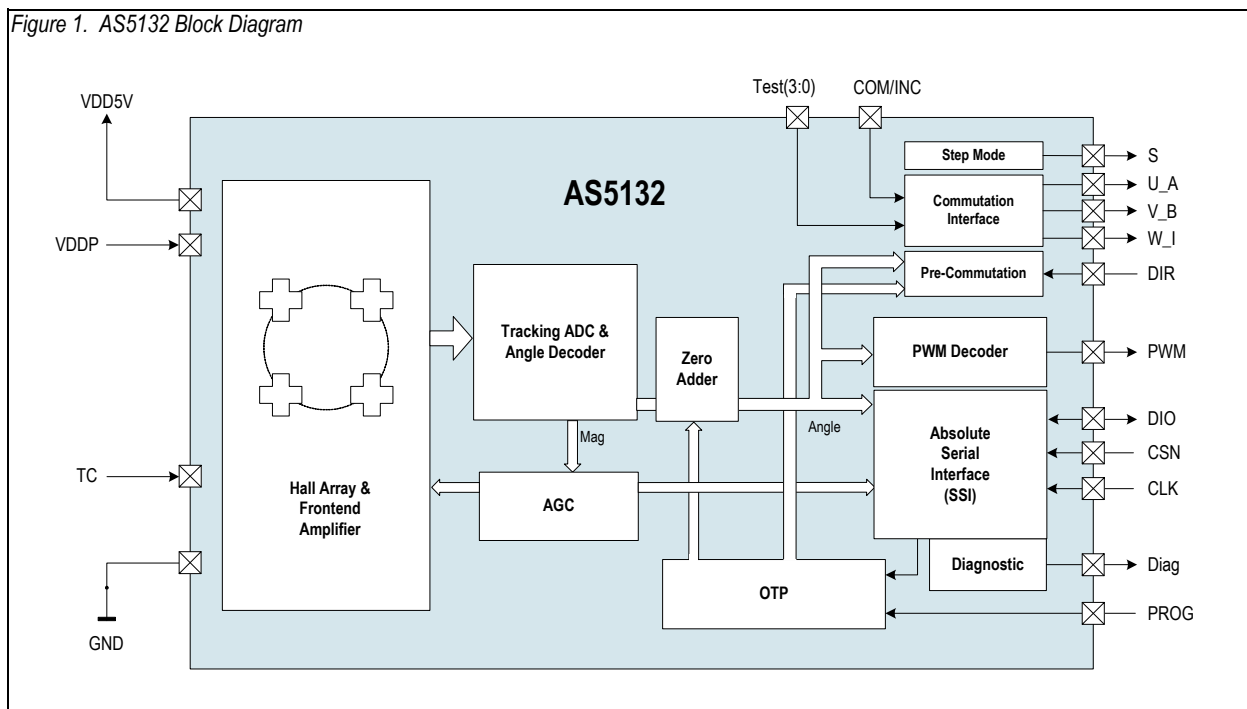 Figure 1. AS5132 Block Diagram
Test(3:0)
COM/INC
VDD5V
VDDP
TC
GND
AS5132
Hall Array &
Frontend
Amplifier
Tracking ADC &
Angle Decoder
Mag
AGC
Zero
Adder
Angle
OTP
Step Mode
Commutation
Interface
Pre-Commutation
PWM Decoder
Absolute
Serial
Interface
(SSI)
Diagnostic
S
U_A
V_B
W_I
DIR
PWM
DIO
CSN
CLK
Diag
PROG